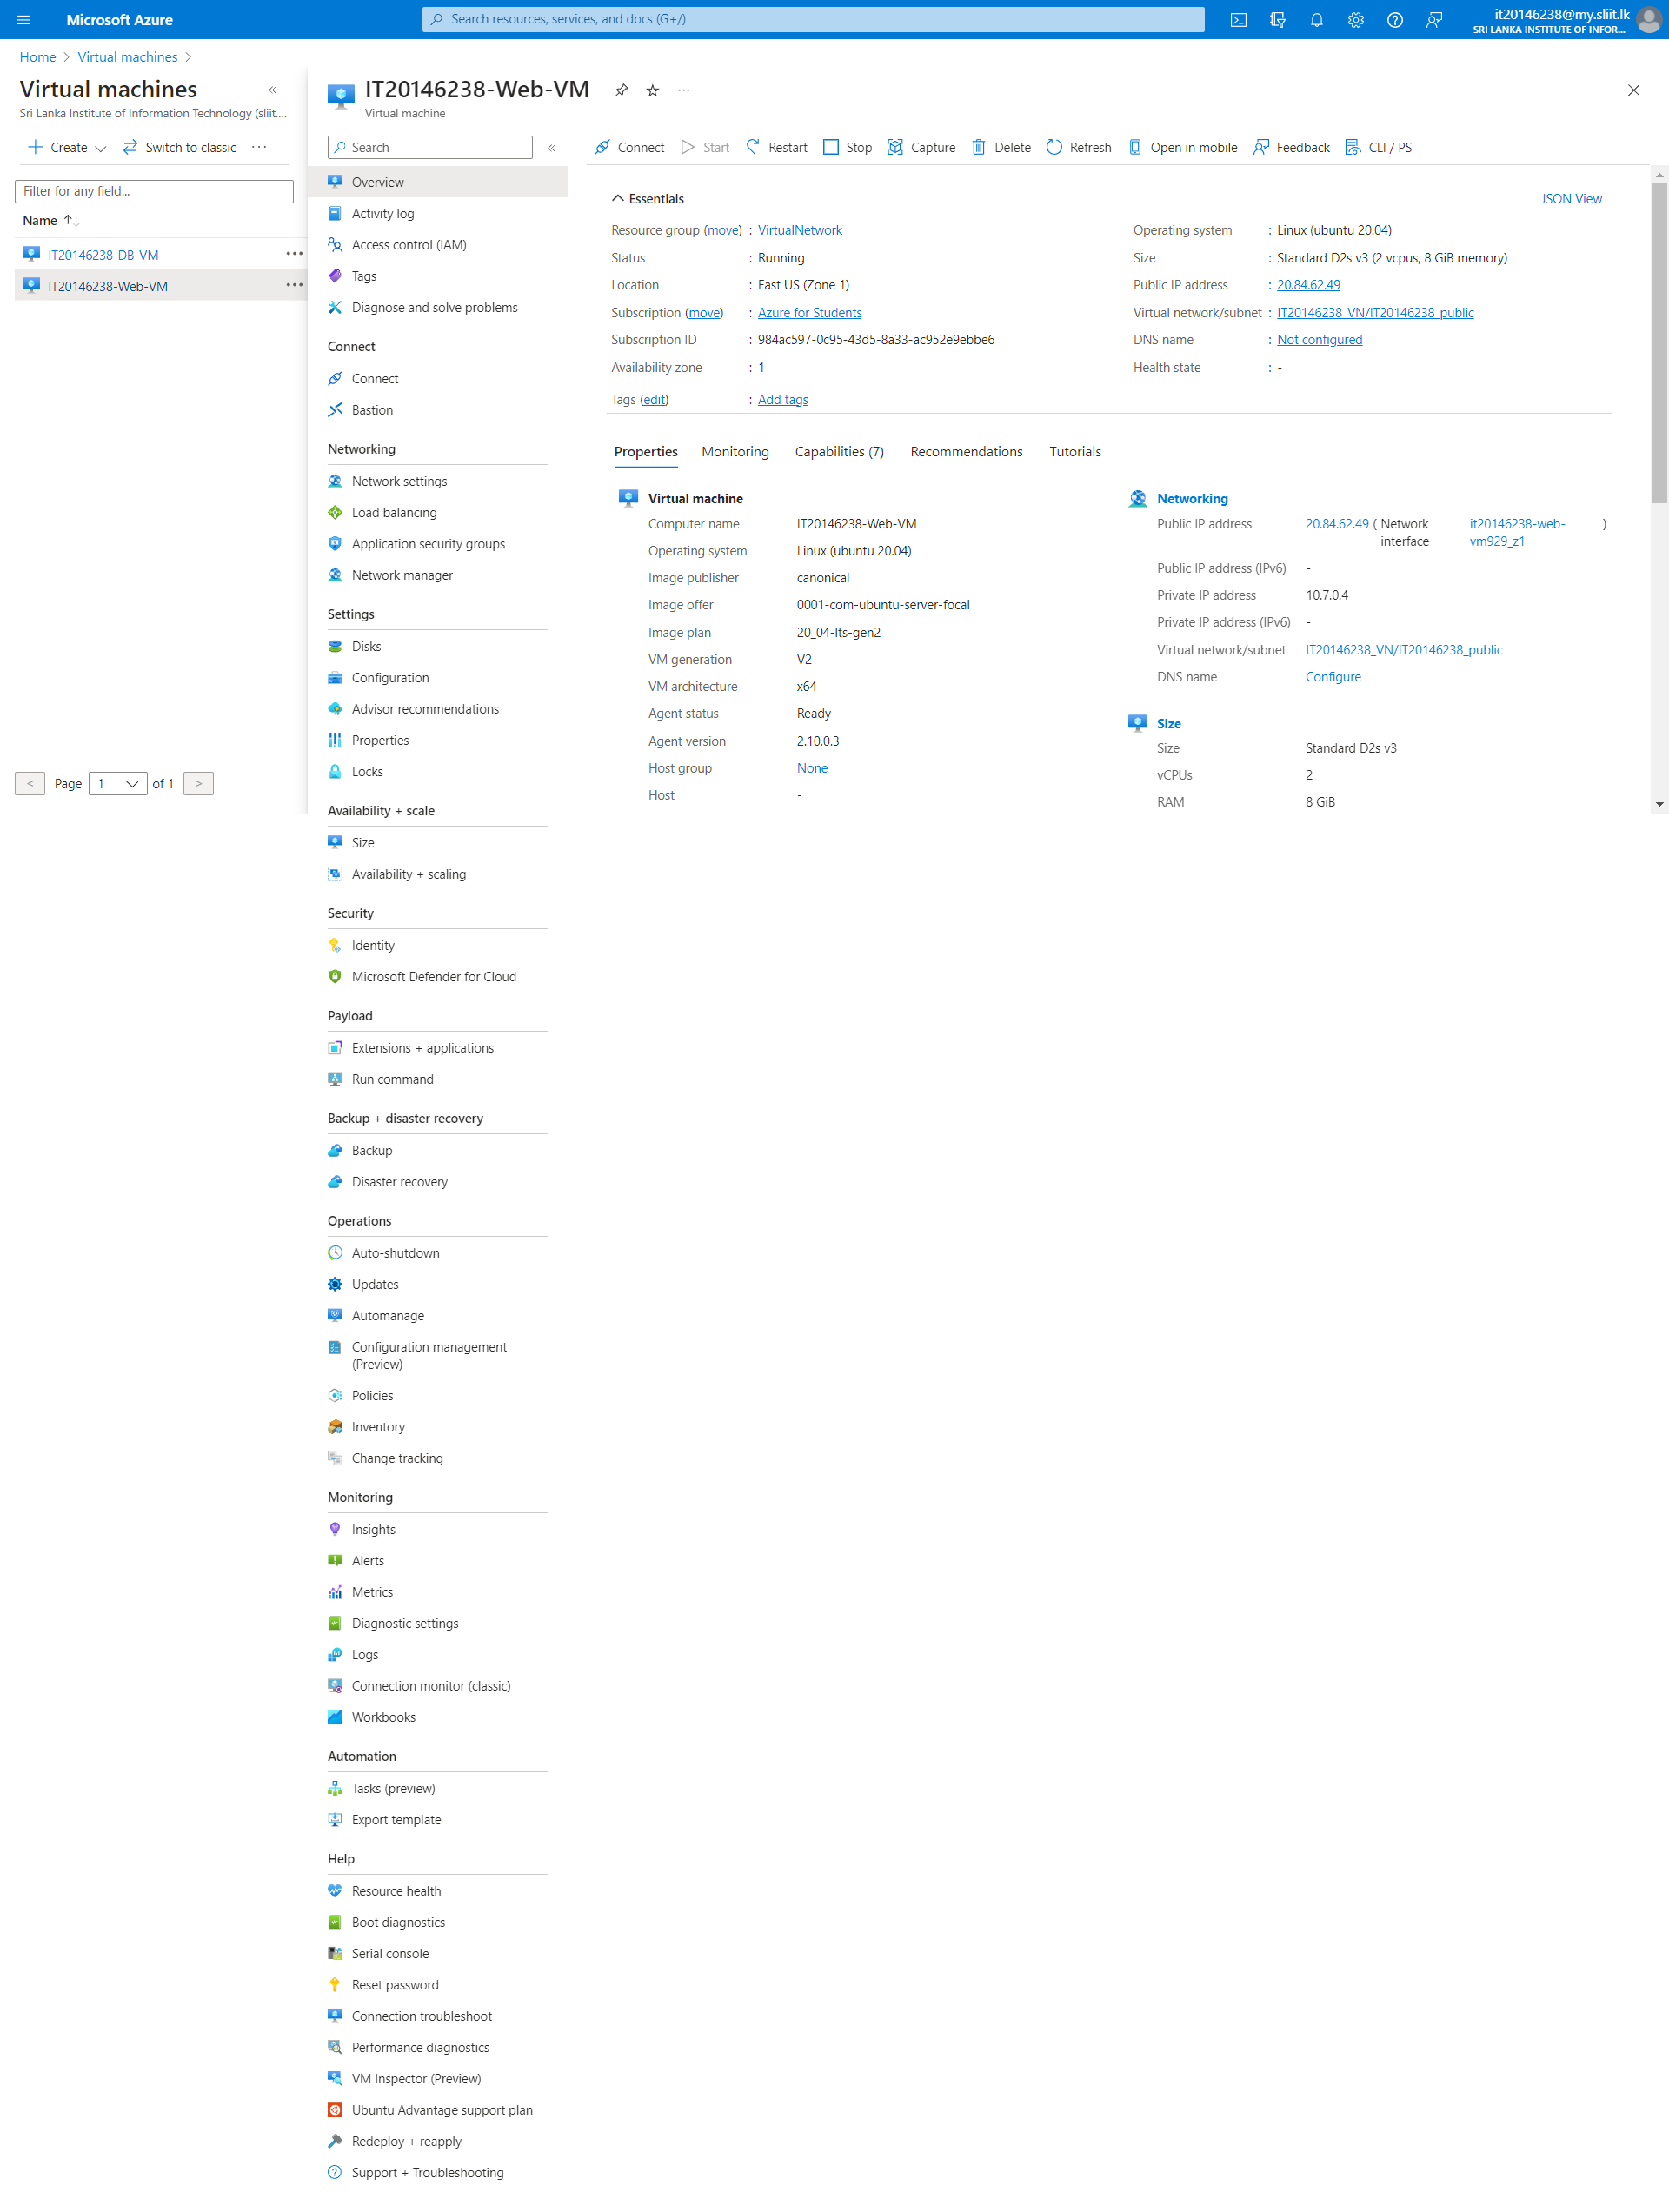 Microsoft Azure
Search resources, services, and docs (G+/)
it20146238@my.sliit.lk
SRI LANKA INSTITUTE OF INFOR...
Home > Virtual machines >
Virtual machines
Sri Lanka Institute of Information Technology (sliit....
Create
Switch to classic
Filter for any field...
Name
IT20146238-DB-VM
IT20146238-Web-VM
< Page 1 of 1 >
IT20146238-Web-VM
Virtual machine
Search
Overview
Activity log
Access control (IAM)
Tags
Diagnose and solve problems
Connect
Connect
Bastion
Networking
Network settings
Load balancing
Application security groups
Network manager
Settings
Disks
Configuration
Advisor recommendations
Properties
Locks
Availability + scale
Size
Availability + scaling
Security
Identity
Microsoft Defender for Cloud
Payload
Extensions + applications
Run command
Backup + disaster recovery
Backup
Disaster recovery
Operations
Auto-shutdown
Updates
Automanage
Configuration management
(Preview)
Policies
Inventory
Change tracking
Monitoring
Insights
Alerts
Metrics
Diagnostic settings
Logs
Connection monitor (classic)
Workbooks
Automation
Tasks (preview)
Export template
Help
Resource health
Boot diagnostics
Serial console
Reset password
Connection troubleshoot
Performance diagnostics
VM Inspector (Preview)
Ubuntu Advantage support plan
Redeploy + reapply
Support + Troubleshooting
Connect Start Restart Stop Capture Delete Refresh Open in mobile Feedback CLI / PS
Essentials
JSON View
Resource group (move) : VirtualNetwork
Status : Running
Location : East US (Zone 1)
Subscription (move) : Azure for Students
Subscription ID : 984ac597-0c95-43d5-8a33-ac952e9ebbe6
Availability zone : 1
Operating system : Linux (ubuntu 20.04)
Size : Standard D2s v3 (2 vcpus, 8 GiB memory)
Public IP address : 20.84.62.49
Virtual network/subnet : IT20146238_VN/IT20146238_public
DNS name : Not configured
Health state : -
Tags (edit) : Add tags
Properties Monitoring Capabilities (7) Recommendations Tutorials
Virtual machine
Computer name IT20146238-Web-VM
Operating system Linux (ubuntu 20.04)
Image publisher canonical
Image offer 0001-com-ubuntu-server-focal
Image plan 20_04-lts-gen2
VM generation V2
VM architecture x64
Agent status Ready
Agent version 2.10.0.3
Host group None
Host -
Networking
Public IP address 20.84.62.49 ( Network interface it20146238-web-vm929_z1 )
Public IP address (IPv6) -
Private IP address 10.7.0.4
Private IP address (IPv6) -
Virtual network/subnet IT20146238_VN/IT20146238_public
DNS name Configure
Size
Size Standard D2s v3
vCPUs 2
RAM 8 GiB